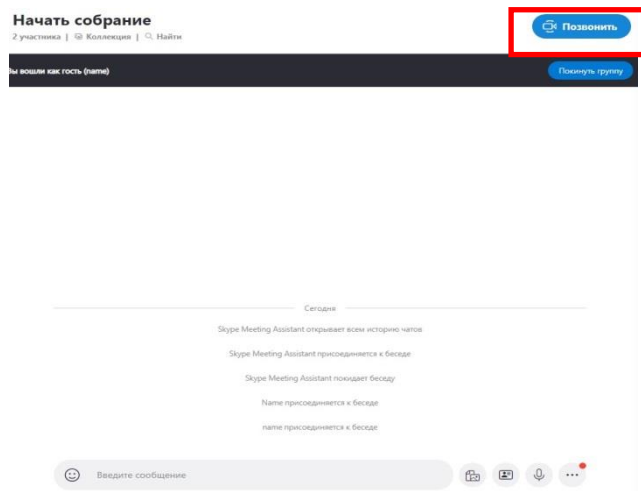 Начать собрание
Позвонить
2 участника | Коллекция | Найти
Вы вошли как гость (name)
Покинуть группу
Сегодня
Skype Meeting Assistant открывает всем историю чатов
Skype Meeting Assistant присоединяется к беседе
Skype Meeting Assistant покидает беседу
Name присоединяется к беседе
name присоединяется к беседе
Введите сообщение